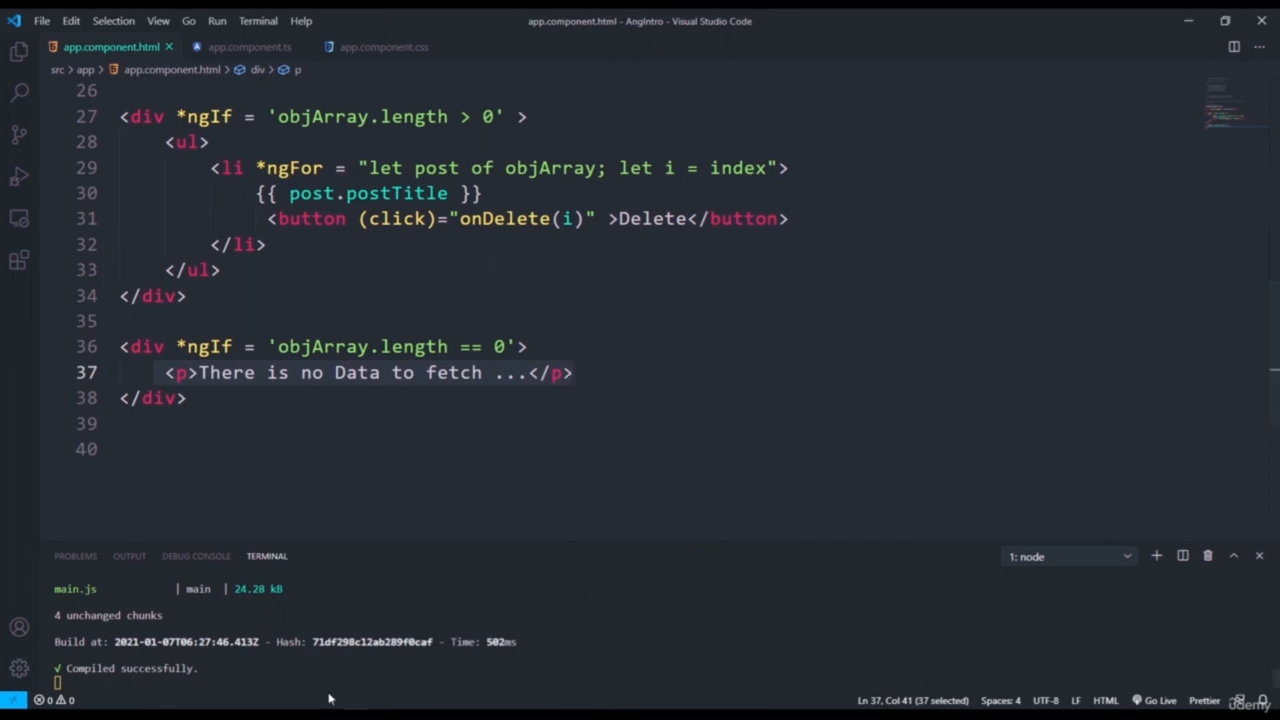 File Edit Selection View Go Run Terminal Help app.component.html - AngIntro - Visual Studio Code
app.component.html app.component.ts app.component.css
src > app > app.component.html > div > p
26
27 <div *ngIf = 'objArray.length > 0' >
28 <ul>
29 <li *ngFor = "let post of objArray; let i = index">
30 {{ post.postTitle }}
31 <button (click)="onDelete(i)" >Delete</button>
32 </li>
33 </ul>
34 </div>
35
36 <div *ngIf = 'objArray.length == 0'>
37 <p>There is no Data to fetch ...</p>
38 </div>
39
40
PROBLEMS OUTPUT DEBUG CONSOLE TERMINAL 1: node
main.js | main | 24.28 kB
4 unchanged chunks
Build at: 2021-01-07T06:27:46.413Z - Hash: 71df298c12ab289f0caf - Time: 502ms
√ Compiled successfully.
0 0 Ln 37, Col 41 (37 selected) Spaces: 4 UTF-8 LF HTML Go Live Prettier
udemy